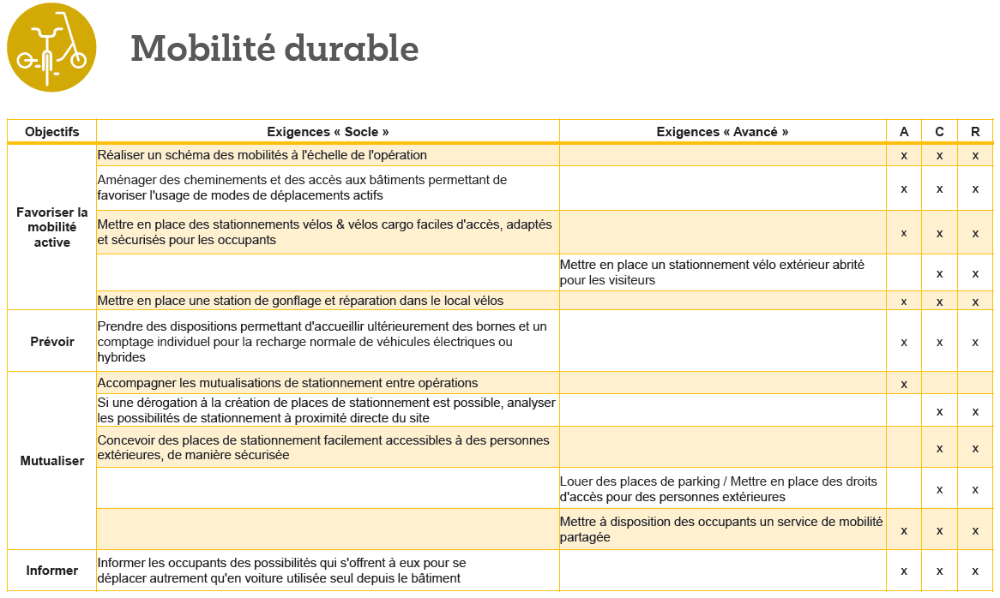 Mobilité durable
Objectifs Exigences « Socle » Exigences « Avancé » A C R
Favoriser la
mobilité
active
Réaliser un schéma des mobilités à l'échelle de l'opération x x x
Aménager des cheminements et des accès aux bâtiments permettant de
favoriser l'usage de modes de déplacements actifs x x x
Mettre en place des stationnements vélos & vélos cargo faciles d'accès, adaptés
et sécurisés pour les occupants x x x
Mettre en place un stationnement vélo extérieur abrité
pour les visiteurs x x
Mettre en place une station de gonflage et réparation dans le local vélos x x x
Prévoir
Prendre des dispositions permettant d'accueillir ultérieurement des bornes et un
comptage individuel pour la recharge normale de véhicules électriques ou
hybrides x x x
Mutualiser
Accompagner les mutualisations de stationnement entre opérations x
Si une dérogation à la création de places de stationnement est possible, analyser
les possibilités de stationnement à proximité directe du site x x
Concevoir des places de stationnement facilement accessibles à des personnes
extérieures, de manière sécurisée x x
Louer des places de parking / Mettre en place des droits
d'accès pour des personnes extérieures x x
Mettre à disposition des occupants un service de mobilité
partagée x x x
Informer
Informer les occupants des possibilités qui s'offrent à eux pour se
déplacer autrement qu'en voiture utilisée seul depuis le bâtiment x x x